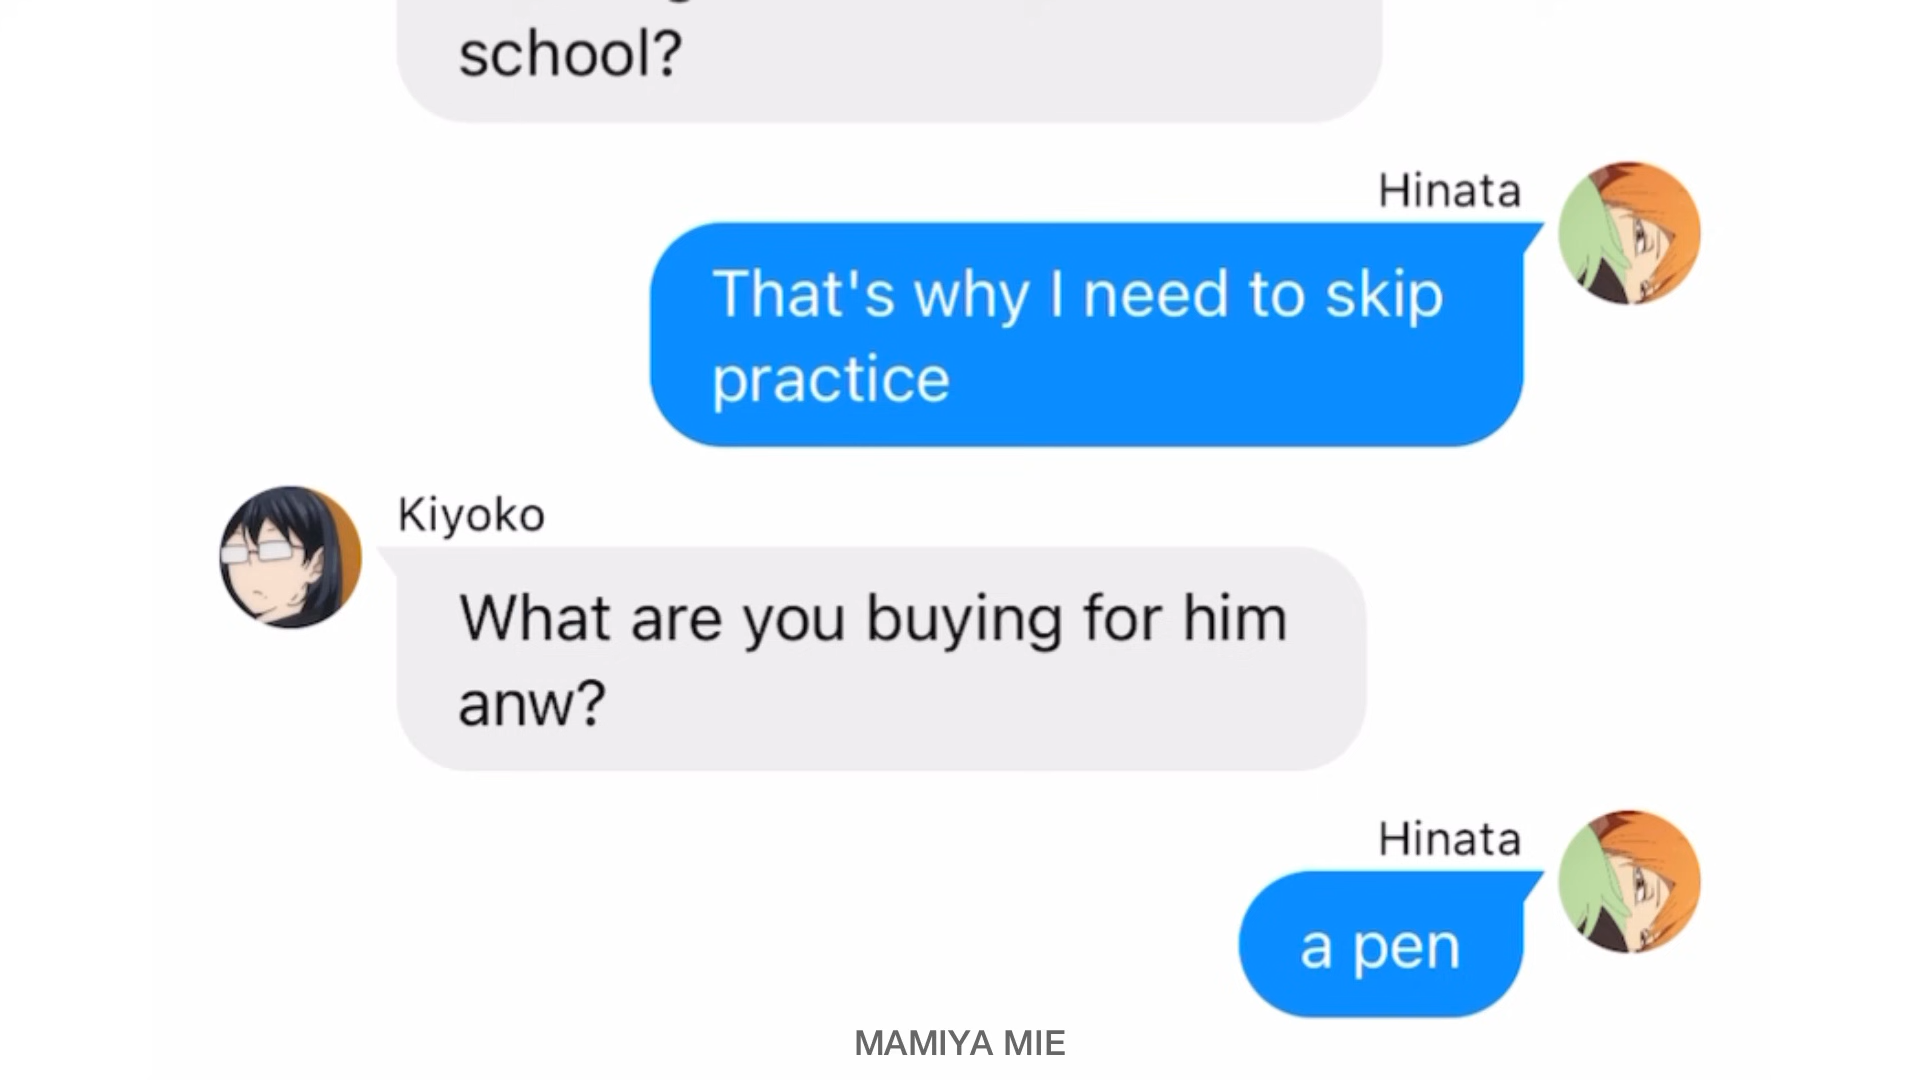 school?
Hinata
That's why I need to skip
practice
Kiyoko
What are you buying for him
anw?
Hinata
a pen
MAMIYA MIE